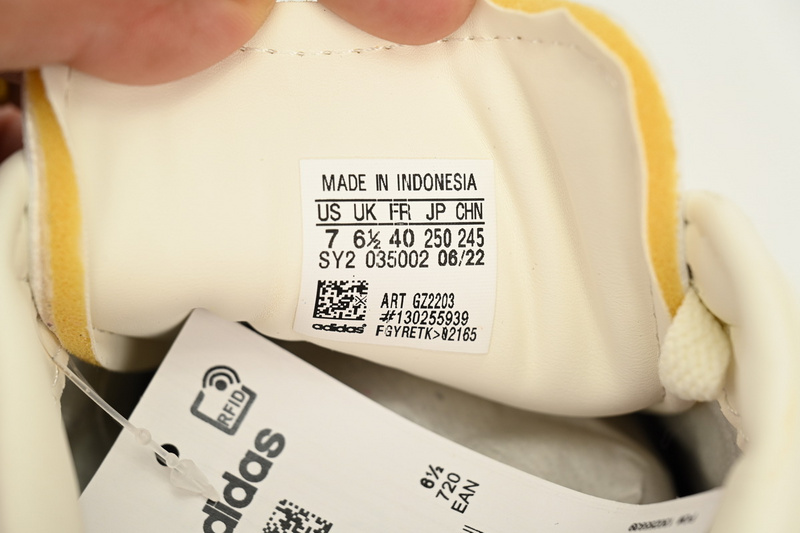 MADE IN INDONESIA
US UK FR JP CHN
7 6½ 40 250 245
SY2 035002 06/22
ART GZ2203
#130255939
adidas FGYRETK>02165
RFID
adidas
6½
720
EAN